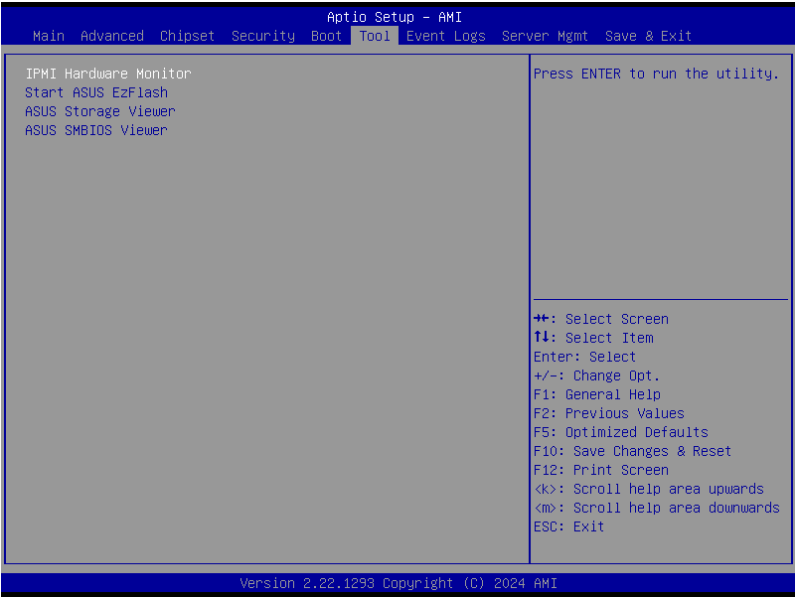 Aptio Setup – AMI
Main Advanced Chipset Security Boot Tool Event Logs Server Mgmt Save & Exit
IPMI Hardware Monitor
Start ASUS EzFlash
ASUS Storage Viewer
ASUS SMBIOS Viewer
Press ENTER to run the utility.
→←: Select Screen
↑↓: Select Item
Enter: Select
+/-: Change Opt.
F1: General Help
F2: Previous Values
F5: Optimized Defaults
F10: Save Changes & Reset
F12: Print Screen
<k>: Scroll help area upwards
<m>: Scroll help area downwards
ESC: Exit
Version 2.22.1293 Copyright (C) 2024 AMI